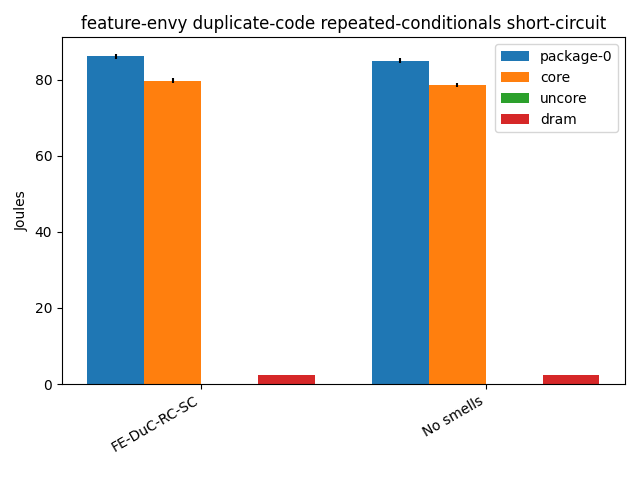 feature-envy duplicate-code repeated-conditionals short-circuit
package-0
core
uncore
dram
Joules
80
60
40
20
0
FE-DuC-RC-SC
No smells